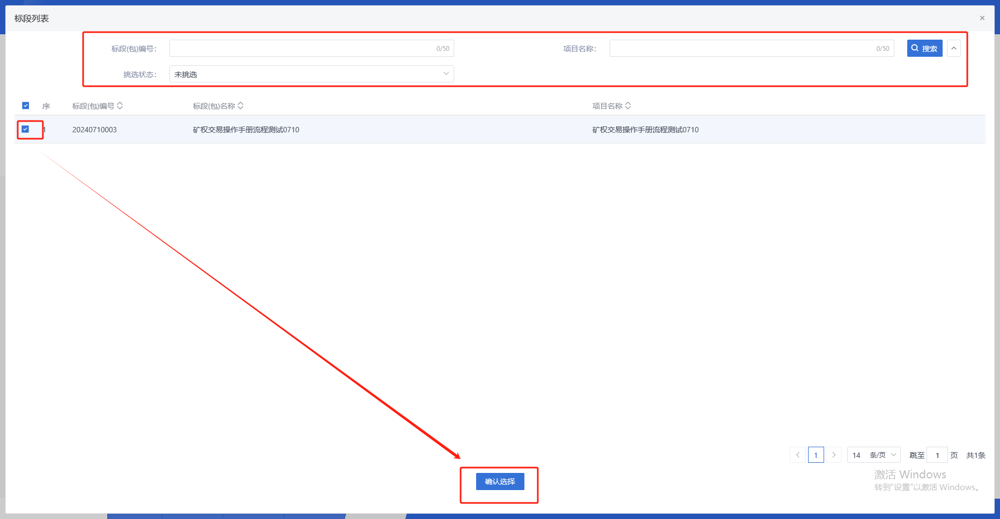 标段列表
标段(包)编号： 0/50 项目名称： 0/50 搜索
挑选状态： 未挑选
序 标段(包)编号 标段(包)名称 项目名称
1 20240710003 矿权交易操作手册流程测试0710 矿权交易操作手册流程测试0710
1 14 条/页 跳至 1 页 共1条
激活 Windows
确认选择
转到“设置”以激活 Windows。